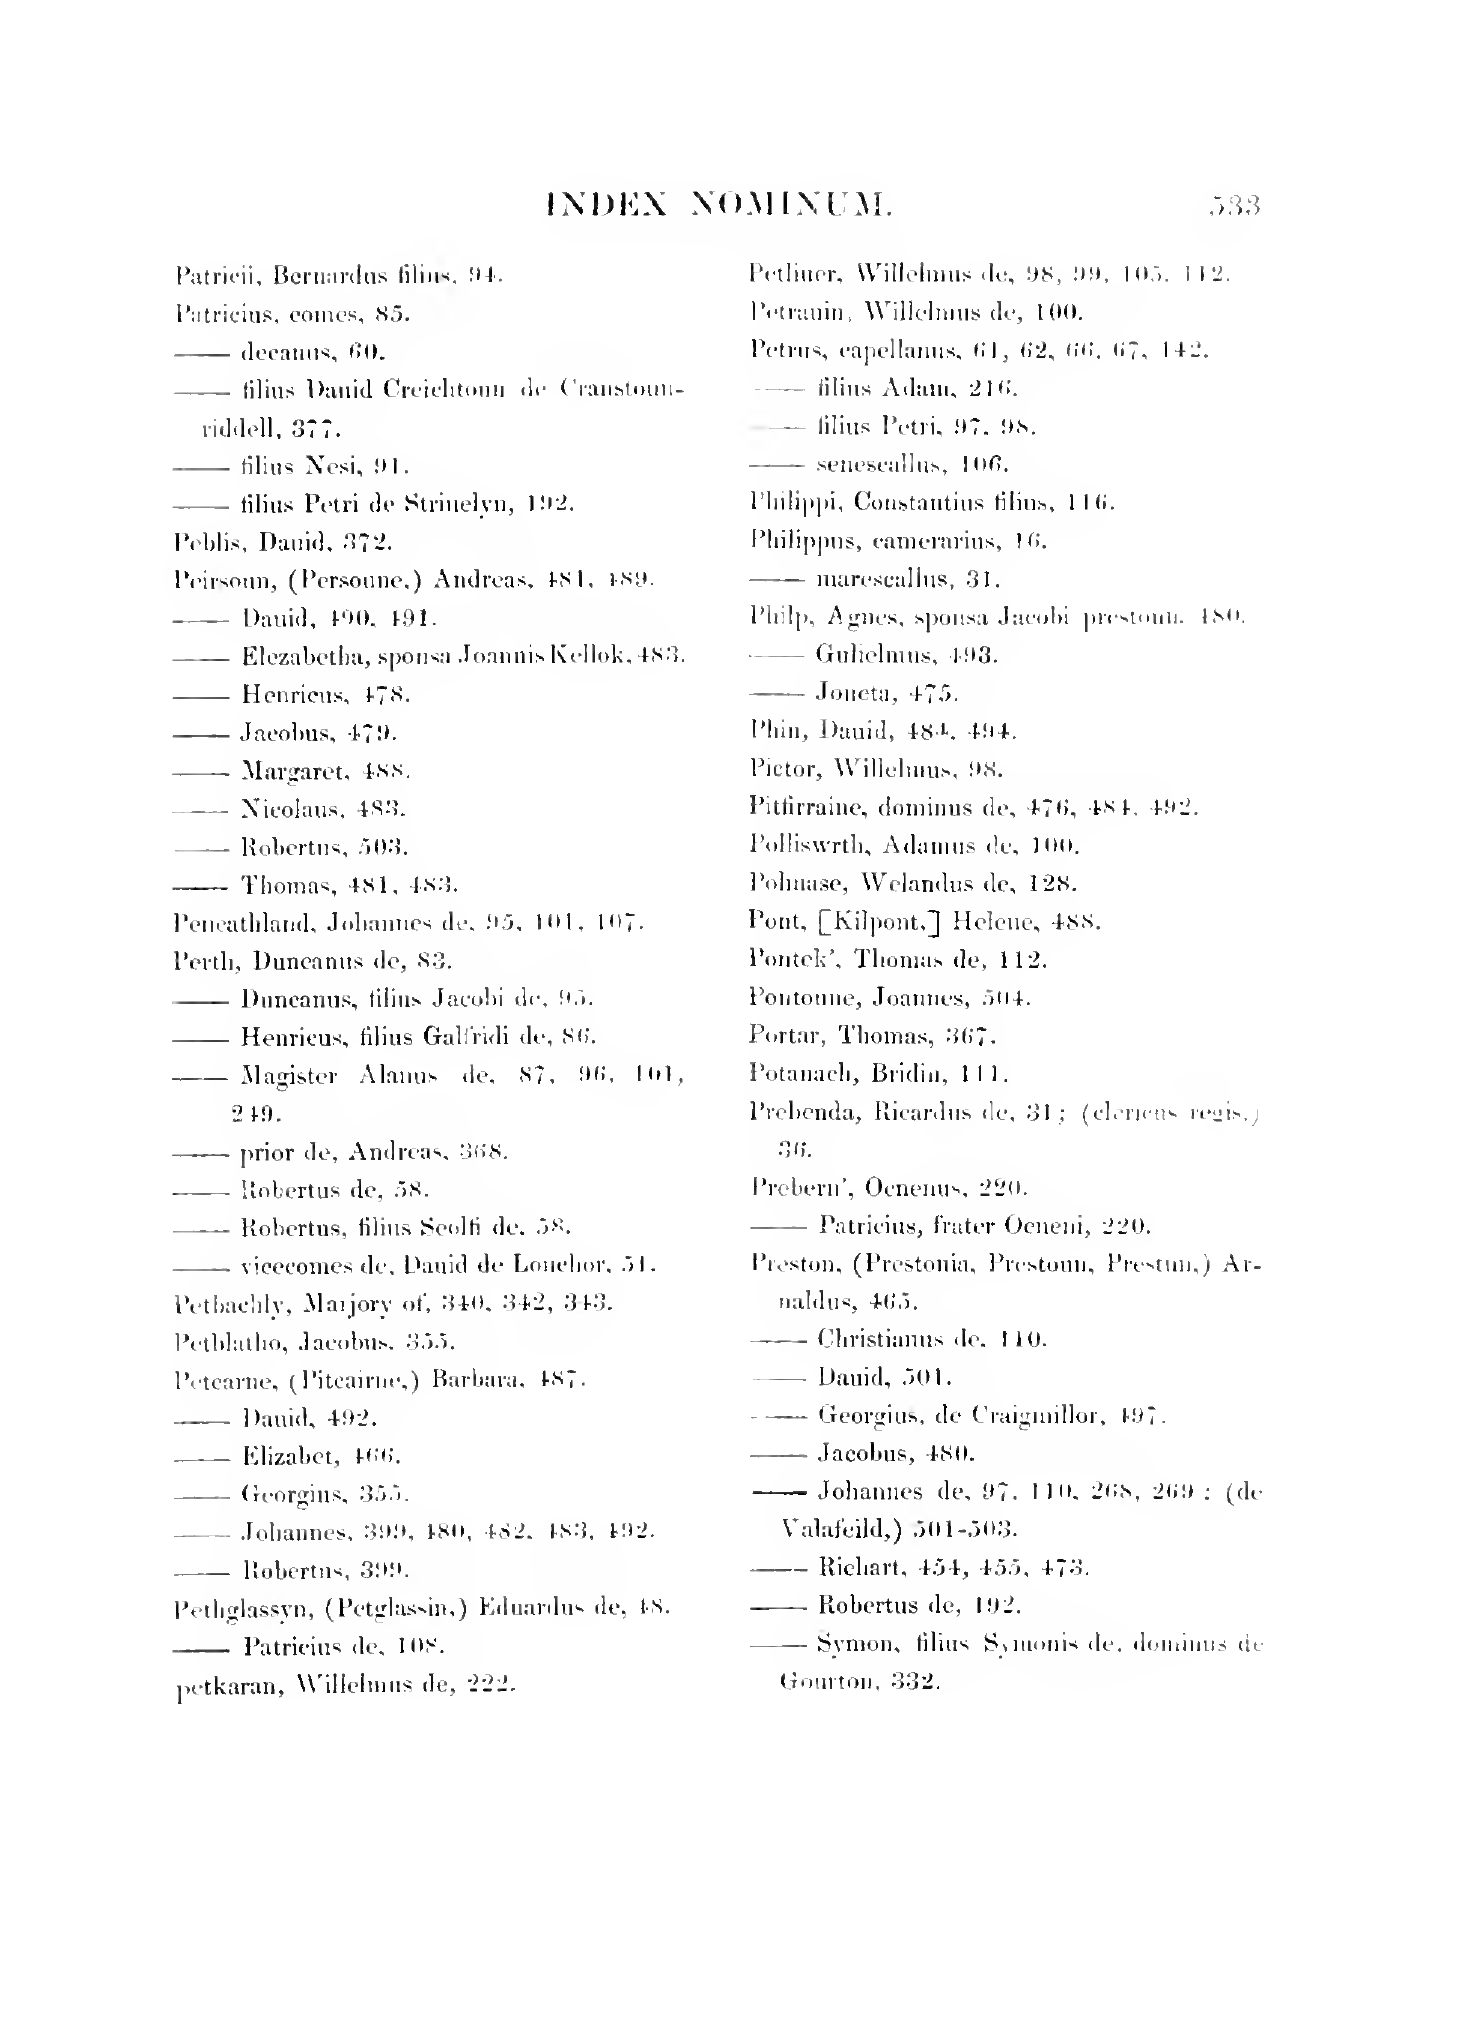 INDEX NOMINUM. 533
Patricii, Bernardus filius, 94.
Patricius, comes, 85.
—— decanus, 60.
—— filius Dauid Creichtoun de Cranstoun-
riddell, 377.
—— filius Nesi, 91.
—— filius Petri de Striuelyn, 192.
Peblis, Dauid, 372.
Peirsoun, (Persoune,) Andreas, 481, 489.
—— Dauid, 490, 491.
—— Elezabetha, sponsa Joannis Kellok, 483.
—— Henricus, 478.
—— Jacobus, 479.
—— Margaret, 488.
—— Nicolaus, 483.
—— Robertus, 503.
—— Thomas, 481, 483.
Pencathland, Johannes de, 95, 101, 107.
Perth, Duncanus de, 83.
—— Duncanus, filius Jacobi de, 95.
—— Henricus, filius Galfridi de, 86.
—— Magister Alanus de, 87, 96, 101,
249.
—— prior de, Andreas, 368.
—— Robertus de, 58.
—— Robertus, filius Scolfi de, 58.
—— vicecomes de, Dauid de Louchor, 51.
Petbachly, Marjory of, 340, 342, 343.
Petblatho, Jacobus, 355.
Petcarne, (Pitcairne,) Barbara, 487.
—— Dauid, 492.
—— Elizabet, 466.
—— Georgius, 355.
—— Johannes, 399, 480, 482, 483, 492.
—— Robertus, 399.
Pethglassyn, (Petglassin,) Eduardus de, 48.
—— Patricius de, 108.
petkaran, Willelmus de, 222.
Petliuer, Willelmus de, 98, 99, 105, 112.
Petrauin, Willelmus de, 100.
Petrus, capellanus, 61, 62, 66, 67, 142.
—— filius Adam, 216.
—— filius Petri, 97, 98.
—— senescallus, 106.
Philippi, Constantius filius, 116.
Philippus, camerarius, 16.
—— marescallus, 31.
Philp, Agnes, sponsa Jacobi prestoun, 480.
—— Gulielmus, 493.
—— Joneta, 475.
Phin, Dauid, 484, 494.
Pictor, Willelmus, 98.
Pitfirraine, dominus de, 476, 484, 492.
Polliswrth, Adamus de, 100.
Polmase, Welandus de, 128.
Pont, [Kilpont,] Helene, 488.
Pontek', Thomas de, 112.
Pontonne, Joannes, 504.
Portar, Thomas, 367.
Potanach, Bridin, 111.
Prebenda, Ricardus de, 31; (clericus regis,)
36.
Prebern', Ocnenus, 220.
—— Patricius, frater Ocneni, 220.
Preston, (Prestonia, Prestoun, Prestun,) Ar-
naldus, 465.
—— Christianus de, 110.
—— Dauid, 501.
—— Georgius, de Craigmillor, 497.
—— Jacobus, 480.
—— Johannes de, 97, 110, 268, 269; (de
Valafeild,) 501-503.
—— Richart, 454, 455, 473.
—— Robertus de, 192.
—— Symon, filius Symonis de, dominus de
Gourton, 332.